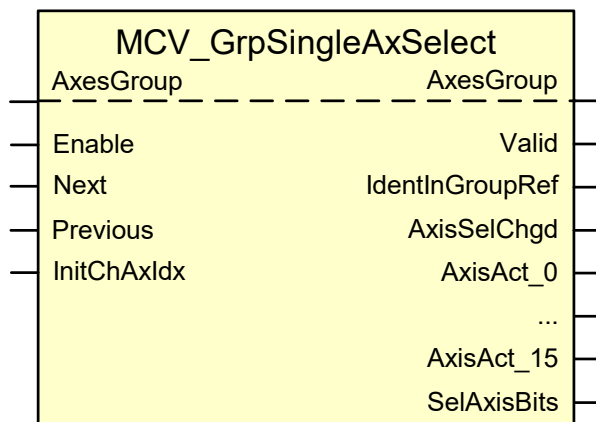 MCV_GrpSingleAxSelect
AxesGroup AxesGroup
Enable Valid
Next IdentInGroupRef
Previous AxisSelChgd
InitChAxIdx AxisAct_0
...
AxisAct_15
SelAxisBits